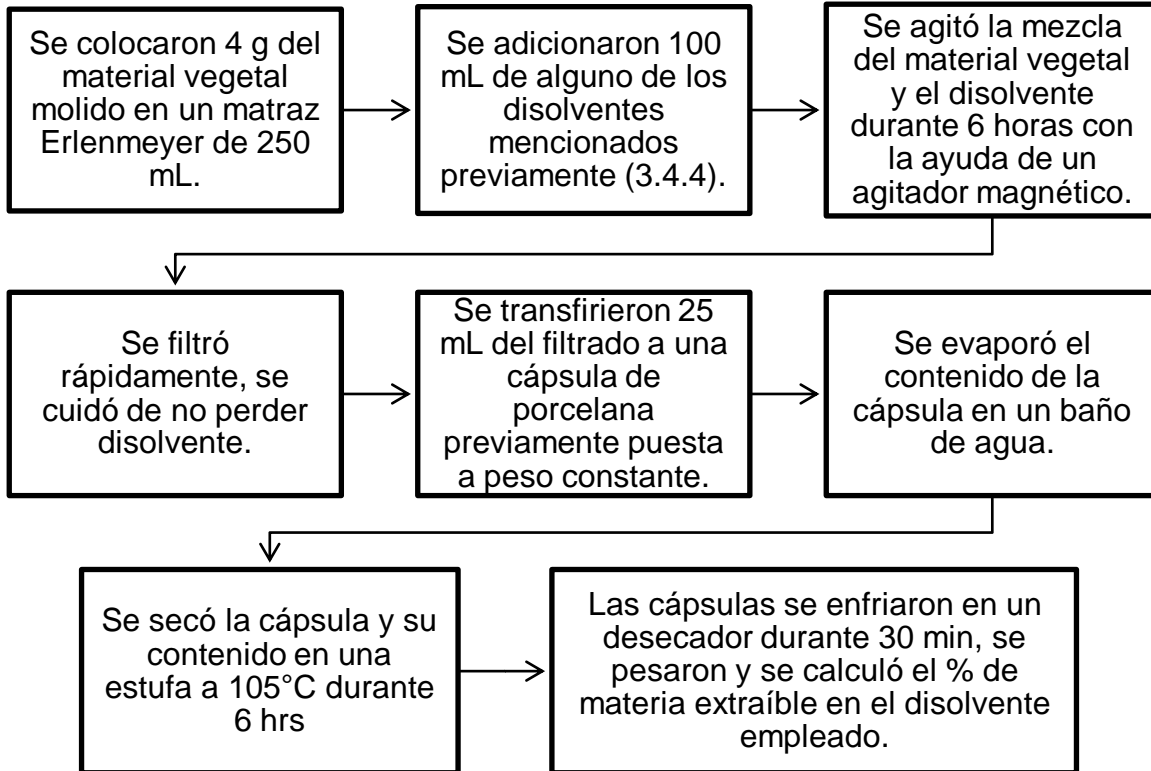 Se colocaron 4 g del
material vegetal
molido en un matraz
Erlenmeyer de 250
mL.
Se adicionaron 100
mL de alguno de los
disolventes
mencionados
previamente (3.4.4).
Se agitó la mezcla
del material vegetal
y el disolvente
durante 6 horas con
la ayuda de un
agitador magnético.
Se filtró
rápidamente, se
cuidó de no perder
disolvente.
Se transfirieron 25
mL del filtrado a una
cápsula de
porcelana
previamente puesta
a peso constante.
Se evaporó el
contenido de la
cápsula en un baño
de agua.
Se secó la cápsula y su
contenido en una
estufa a 105°C durante
6 hrs
Las cápsulas se enfriaron en un
desecador durante 30 min, se
pesaron y se calculó el % de
materia extraíble en el disolvente
empleado.